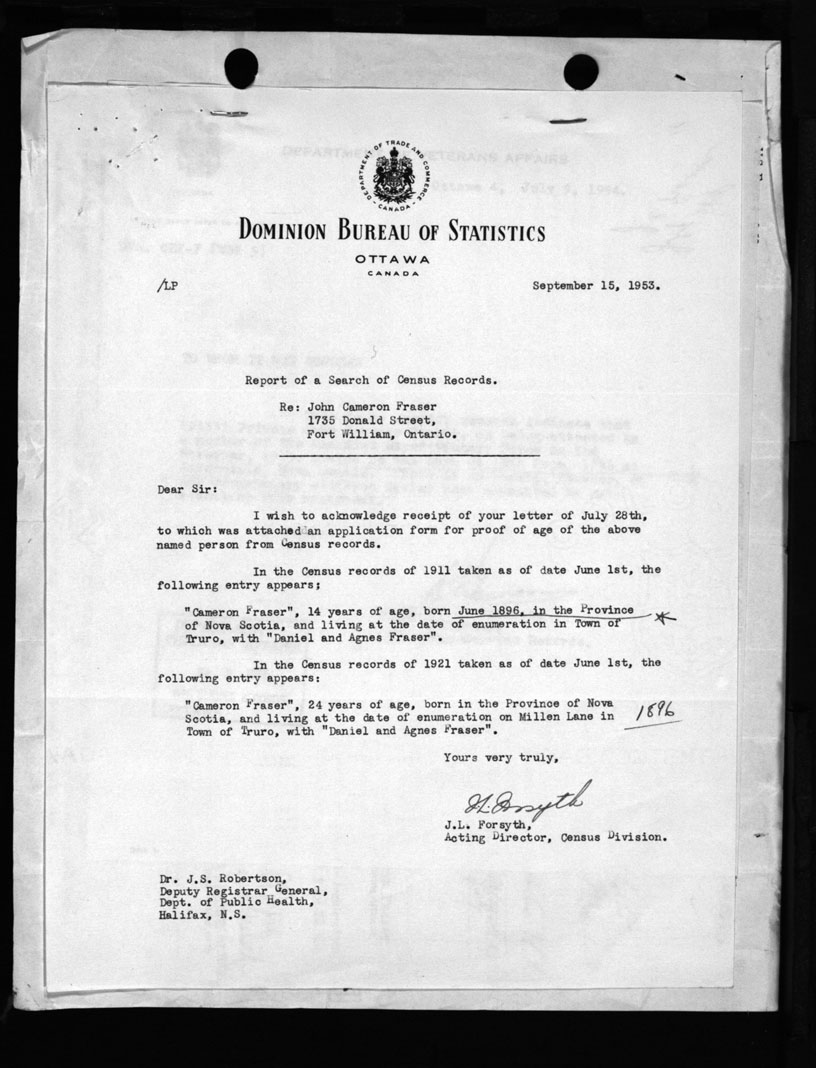 DEPARTMENT OF TRADE AND COMMERCE
CANADA
DEPARTMENT VETERANS AFFAIRS
Ottawa 4, July
DOMINION BUREAU OF STATISTICS
OTTAWA
CANADA
/LP
September 15, 1953.
Report of a Search of Census Records.
Re: John Cameron Fraser
1735 Donald Street,
Fort William, Ontario.
Dear Sir:
I wish to acknowledge receipt of your letter of July 28th,
to which was attached an application form for proof of age of the above
named person from Census records.
In the Census records of 1911 taken as of date June 1st, the
following entry appears;
"Cameron Fraser", 14 years of age, born June 1896, in the Province
of Nova Scotia, and living at the date of enumeration in Town of
Truro, with "Daniel and Agnes Fraser".
In the Census records of 1921 taken as of date June 1st, the
following entry appears:
"Cameron Fraser", 24 years of age, born in the Province of Nova
Scotia, and living at the date of enumeration on Millen Lane in
Town of Truro, with "Daniel and Agnes Fraser".
1896
Yours very truly,
J.L. Forsyth
J.L. Forsyth,
Acting Director, Census Division.
Dr. J.S. Robertson,
Deputy Registrar General,
Dept. of Public Health,
Halifax, N.S.